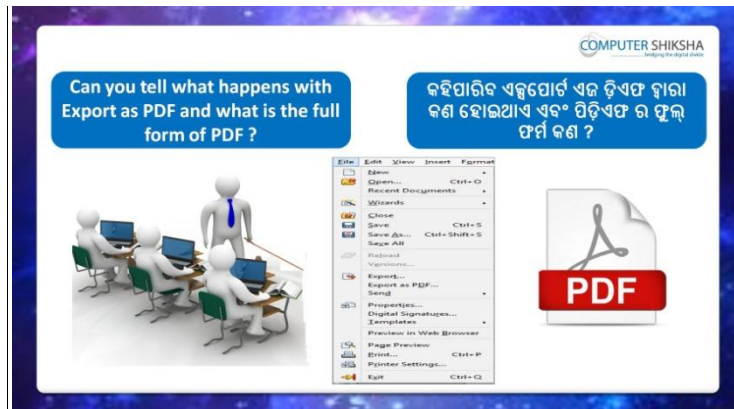 COMPUTER SHIKSHA
bridging the digital divide
Can you tell what happens with
Export as PDF and what is the full
form of PDF ?
କହିପାରିବ ଏକ୍ସପୋର୍ଟ ଏଜ ଡ଼ିଏଫ ଦ୍ବାରା
କଣ ହୋଇଥାଏ ଏବଂ ପିଡ଼ିଏଫ ର ଫୁଲ୍
ଫର୍ମ କଣ ?
File Edit View Insert Format
New
Open... Ctrl+O
Recent Documents
Wizards
Close
Save Ctrl+S
Save As... Ctrl+Shift+S
Save All
Reload
Versions...
Export...
Export as PDF...
Send
Properties...
Digital Signatures...
Templates
Preview in Web Browser
Page Preview
Print... Ctrl+P
Printer Settings...
Exit Ctrl+Q
PDF